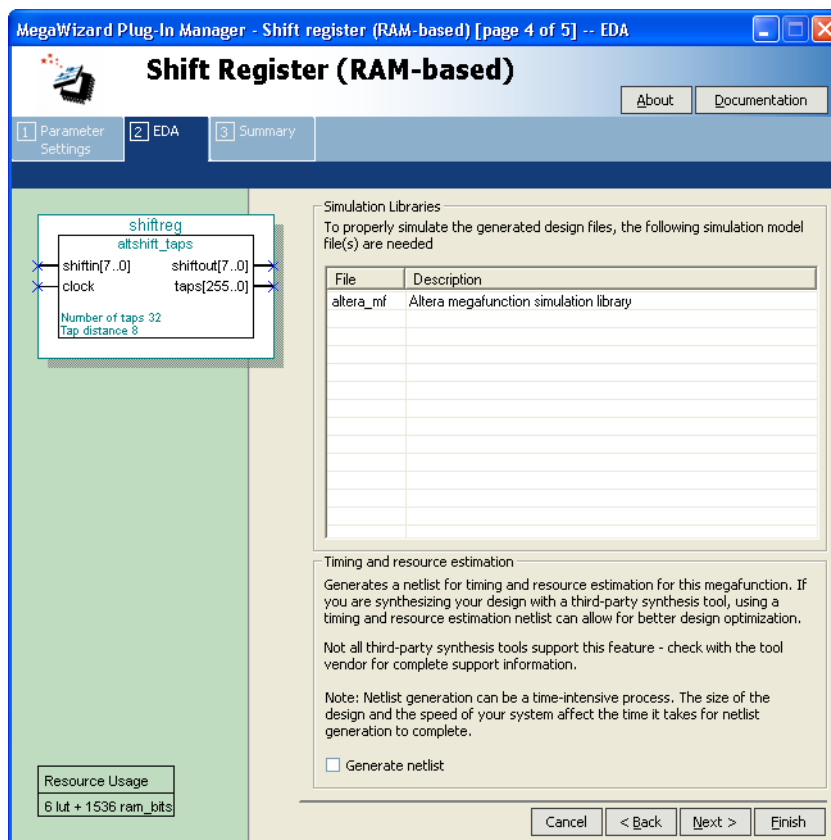 MegaWizard Plug-In Manager - Shift register (RAM-based) [page 4 of 5] -- EDA
Shift Register (RAM-based)
About
Documentation
1 Parameter Settings
2 EDA
3 Summary
shiftreg
altshift_taps
shiftin[7..0] shiftout[7..0]
clock taps[255..0]
Number of taps 32
Tap distance 8
Resource Usage
6 lut + 1536 ram_bits
Simulation Libraries
To properly simulate the generated design files, the following simulation model
file(s) are needed
File Description
altera_mf Altera megafunction simulation library
Timing and resource estimation
Generates a netlist for timing and resource estimation for this megafunction. If
you are synthesizing your design with a third-party synthesis tool, using a
timing and resource estimation netlist can allow for better design optimization.
Not all third-party synthesis tools support this feature - check with the tool
vendor for complete support information.
Note: Netlist generation can be a time-intensive process. The size of the
design and the speed of your system affect the time it takes for netlist
generation to complete.
Generate netlist
Cancel
< Back
Next >
Finish